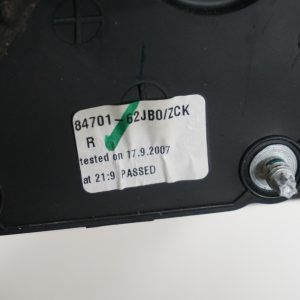 84701-62JB0/ZCK
R
tested on 17.9.2007
at 21:9 PASSED